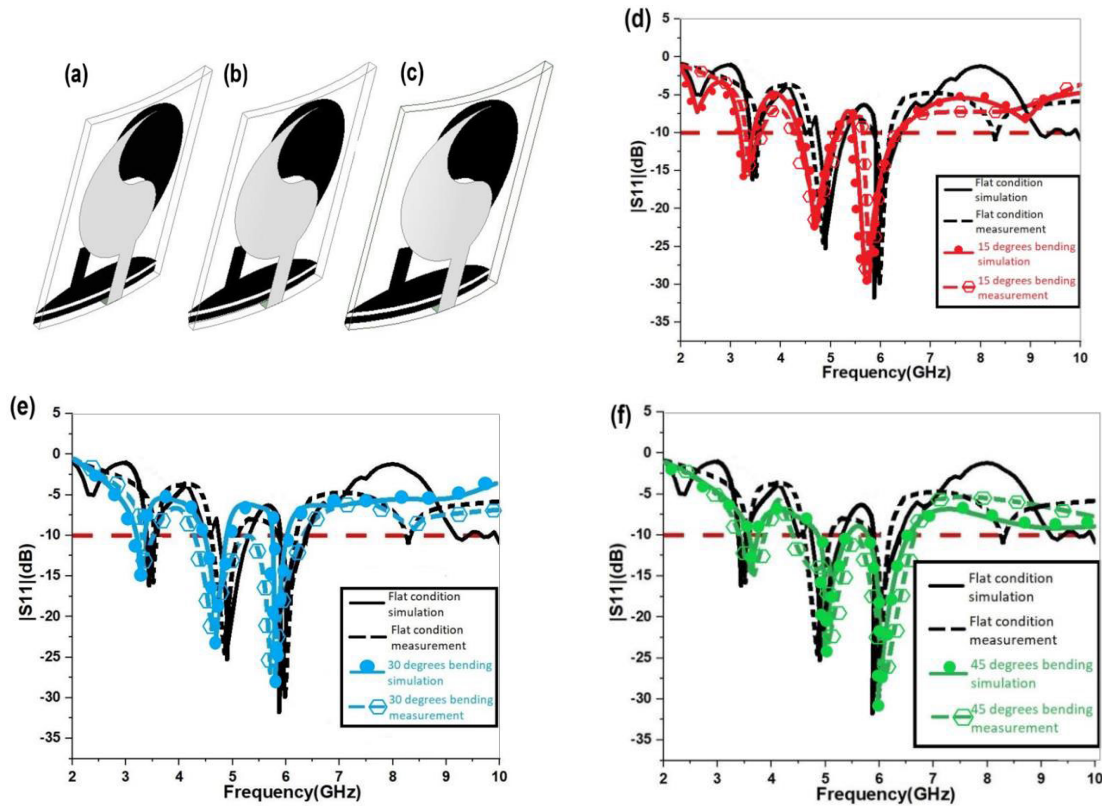 (a)
(b)
(c)
(d)
5
0
-5
-10
-15
-20
-25
-30
-35
|S11|(dB)
Flat condition
simulation
Flat condition
measurement
15 degrees bending
simulation
15 degrees bending
measurement
2 3 4 5 6 7 8 9 10
Frequency(GHz)
(e)
5
0
-5
-10
-15
-20
-25
-30
-35
|S11|(dB)
Flat condition
simulation
Flat condition
measurement
30 degrees bending
simulation
30 degrees bending
measurement
2 3 4 5 6 7 8 9 10
Frequency(GHz)
(f)
5
0
-5
-10
-15
-20
-25
-30
-35
|S11|(dB)
Flat condition
simulation
Flat condition
measurement
45 degrees bending
simulation
45 degrees bending
measurement
2 3 4 5 6 7 8 9 10
Frequency(GHz)